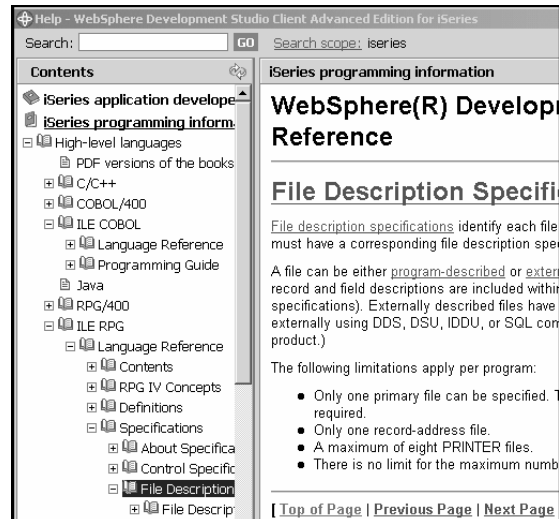 Help - WebSphere Development Studio Client Advanced Edition for iSeries
Search: GO Search scope: iseries
Contents
iSeries application develope
iSeries programming inform
High-level languages
PDF versions of the books
C/C++
COBOL/400
ILE COBOL
Language Reference
Programming Guide
Java
RPG/400
ILE RPG
Language Reference
Contents
RPG IV Concepts
Definitions
Specifications
About Specifica
Control Specific
File Description
File Descrip
iSeries programming information
WebSphere(R) Develop
Reference
File Description Specifi
File description specifications identify each file
must have a corresponding file description spe
A file can be either program-described or extern
record and field descriptions are included within
specifications). Externally described files have
externally using DDS, DSU, IDDU, or SQL com
product.)
The following limitations apply per program:
Only one primary file can be specified. T
required.
Only one record-address file.
A maximum of eight PRINTER files.
There is no limit for the maximum numb
[ Top of Page | Previous Page | Next Page